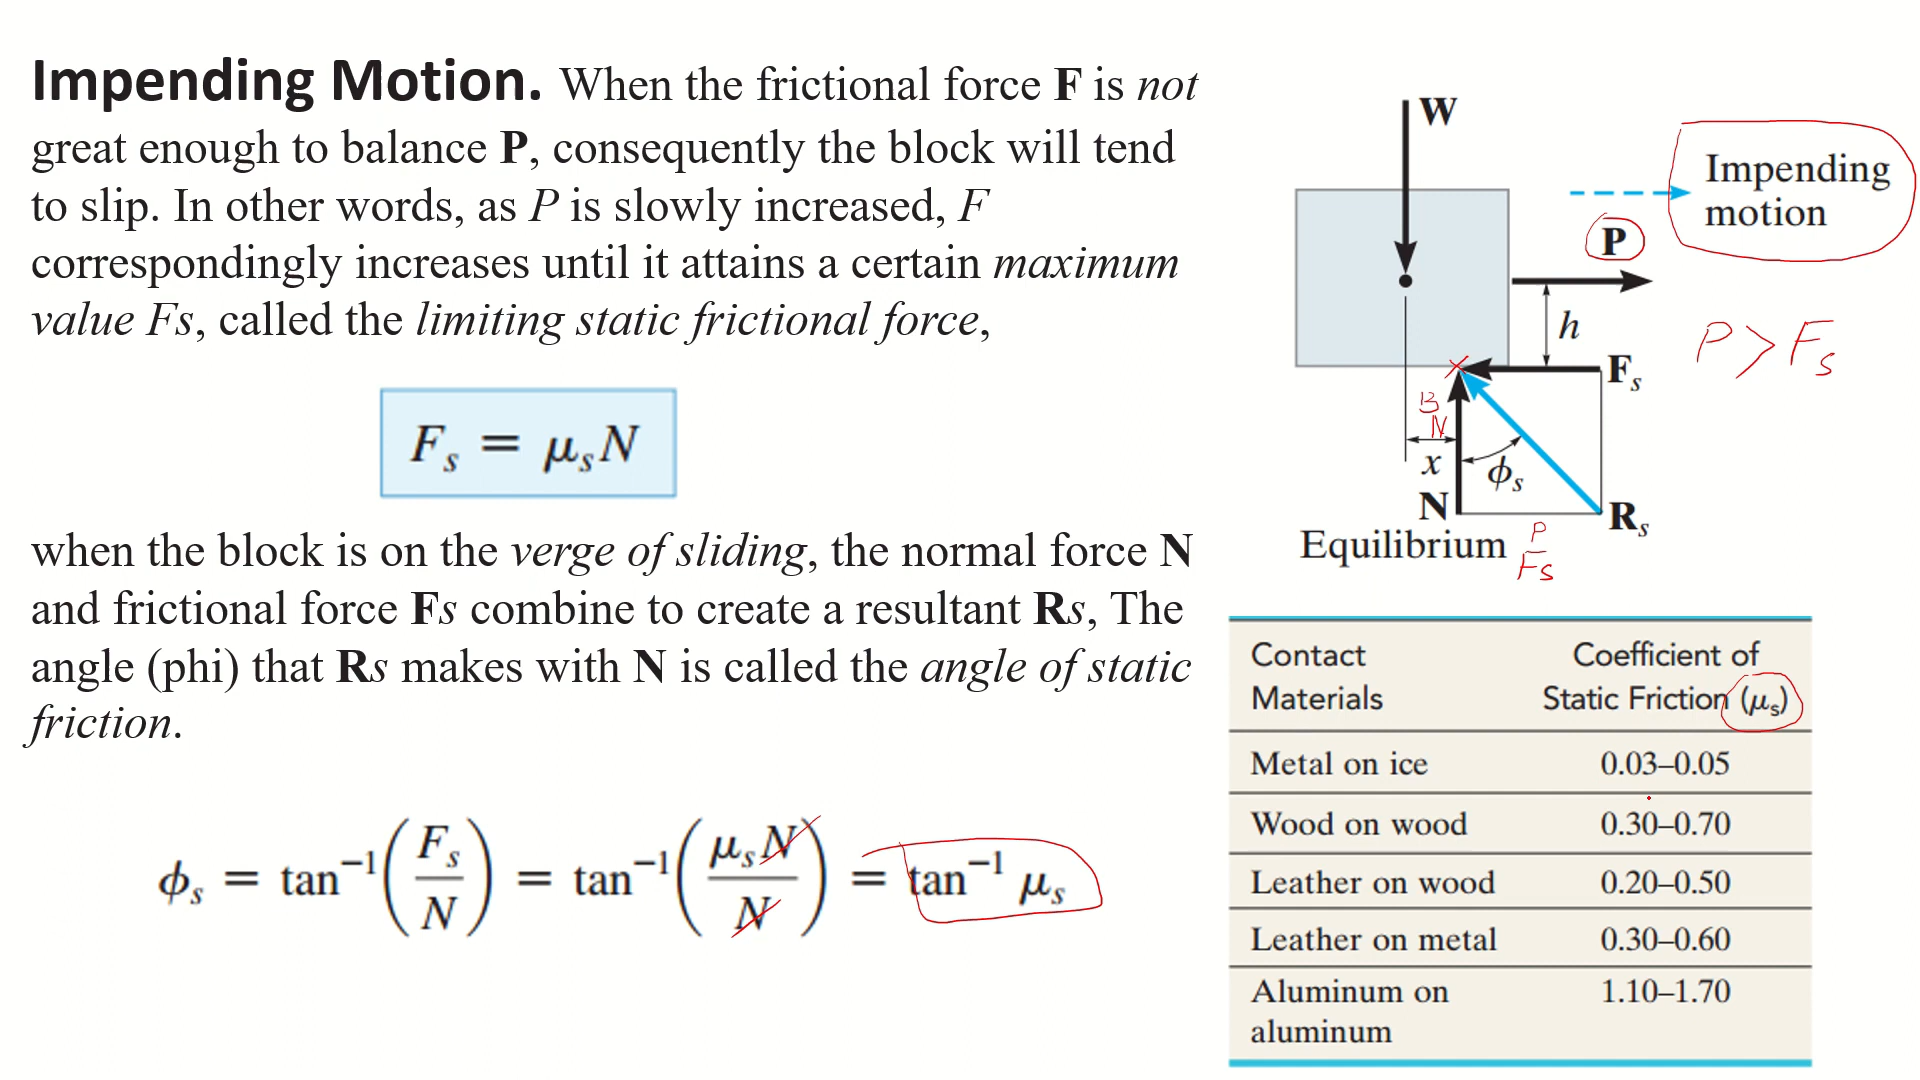 Impending Motion. When the frictional force F is not
great enough to balance P, consequently the block will tend
to slip. In other words, as P is slowly increased, F
correspondingly increases until it attains a certain maximum
value Fs, called the limiting static frictional force,
Fₛ = μₛN
when the block is on the verge of sliding, the normal force N
and frictional force Fs combine to create a resultant Rs, The
angle (phi) that Rs makes with N is called the angle of static
friction.
ϕₛ = tan⁻¹(Fₛ/N) = tan⁻¹(μₛN/N) = tan⁻¹ μₛ
W
Impending
motion
P
h
P > Fₛ
Fₛ
N
x
ϕₛ
N
Rₛ
Equilibrium
P
Fs
Contact
Materials
Coefficient of
Static Friction (μₛ)
Metal on ice 0.03–0.05
Wood on wood 0.30–0.70
Leather on wood 0.20–0.50
Leather on metal 0.30–0.60
Aluminum on 1.10–1.70
aluminum